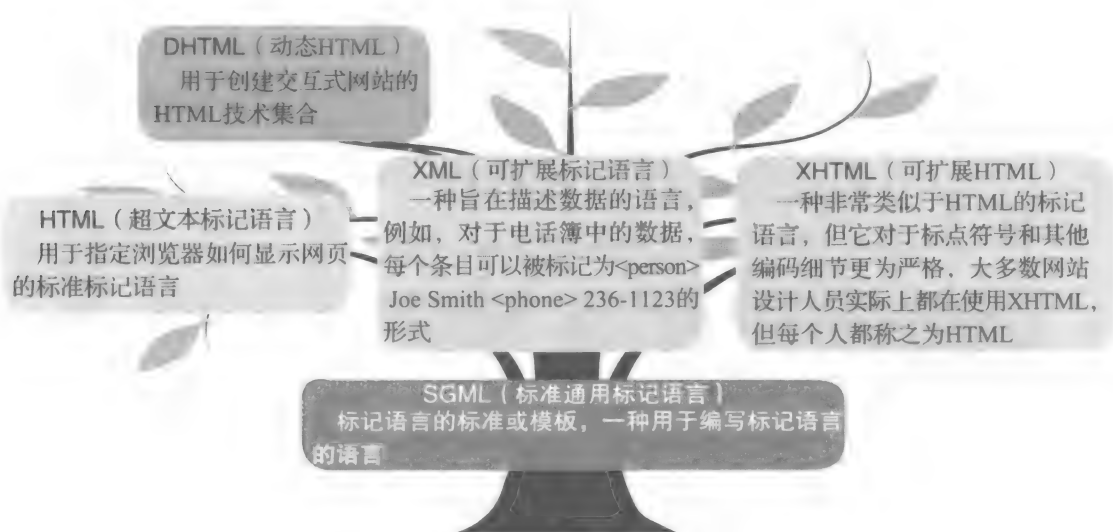 DHTML（动态HTML）
用于创建交互式网站的
HTML技术集合
HTML（超文本标记语言）
用于指定浏览器如何显示网页
的标准标记语言
XML（可扩展标记语言）
一种旨在描述数据的语言，
例如，对于电话簿中的数据，
每个条目可以被标记为<person>
Joe Smith <phone> 236-1123的
形式
XHTML（可扩展HTML）
一种非常类似于HTML的标记
语言，但它对于标点符号和其他
编码细节更为严格．大多数网站
设计人员实际上都在使用XHTML，
但每个人都称之为HTML
SGML（标准通用标记语言）
标记语言的标准或模板，一种用于编写标记语言
的语言